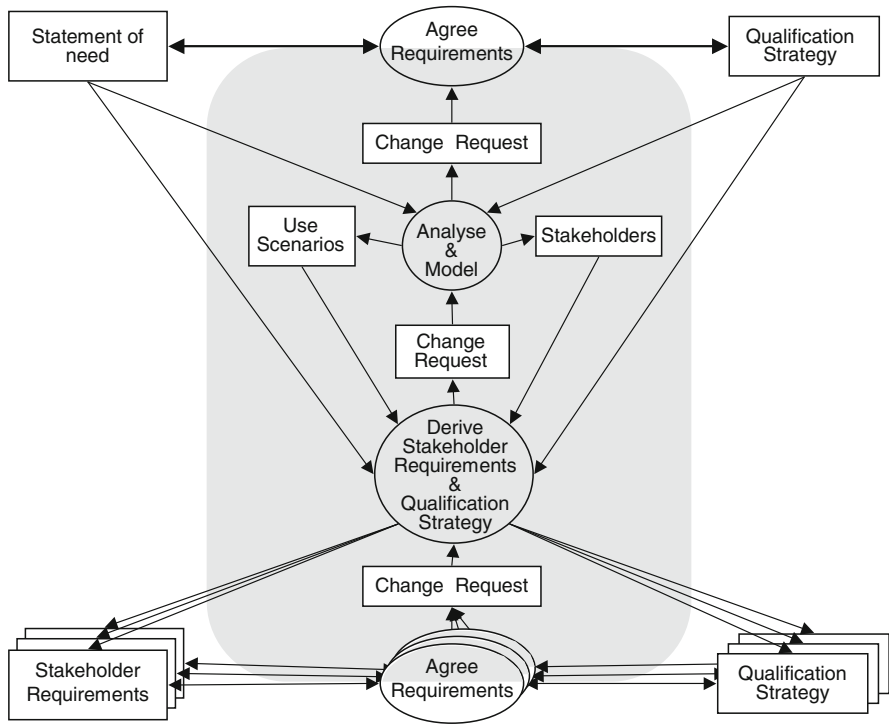 Statement of
need
Agree
Requirements
Qualification
Strategy
Change Request
Use
Scenarios
Analyse
&
Model
Stakeholders
Change
Request
Derive
Stakeholder
Requirements
&
Qualification
Strategy
Change Request
Stakeholder
Requirements
Agree
Requirements
Qualification
Strategy